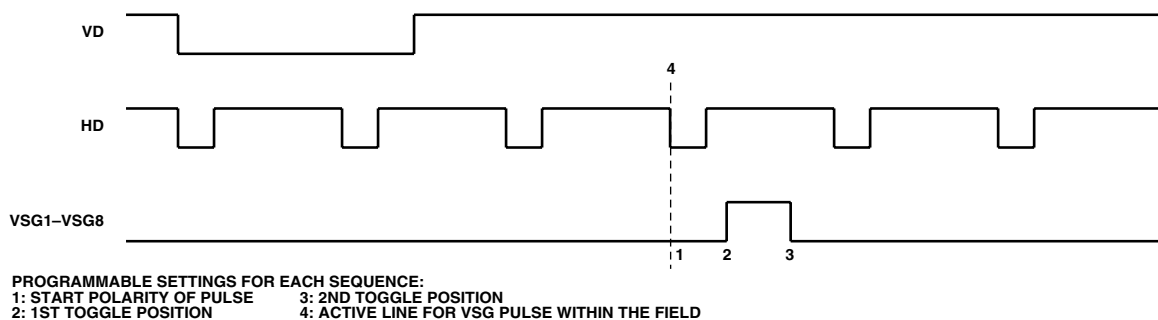 VD
4
HD
VSG1–VSG8
1 2 3
PROGRAMMABLE SETTINGS FOR EACH SEQUENCE:
1: START POLARITY OF PULSE 3: 2ND TOGGLE POSITION
2: 1ST TOGGLE POSITION 4: ACTIVE LINE FOR VSG PULSE WITHIN THE FIELD